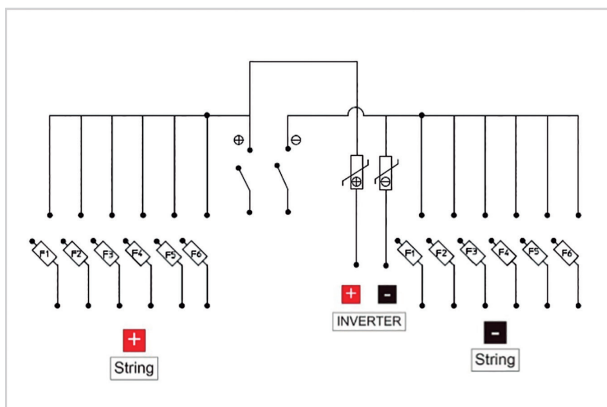 ⊕ ⊖
⊕ ⊖
F1 F2 F3 F4 F5 F6 F1 F2 F3 F4 F5 F6
+ -
INVERTER
+ -
String String